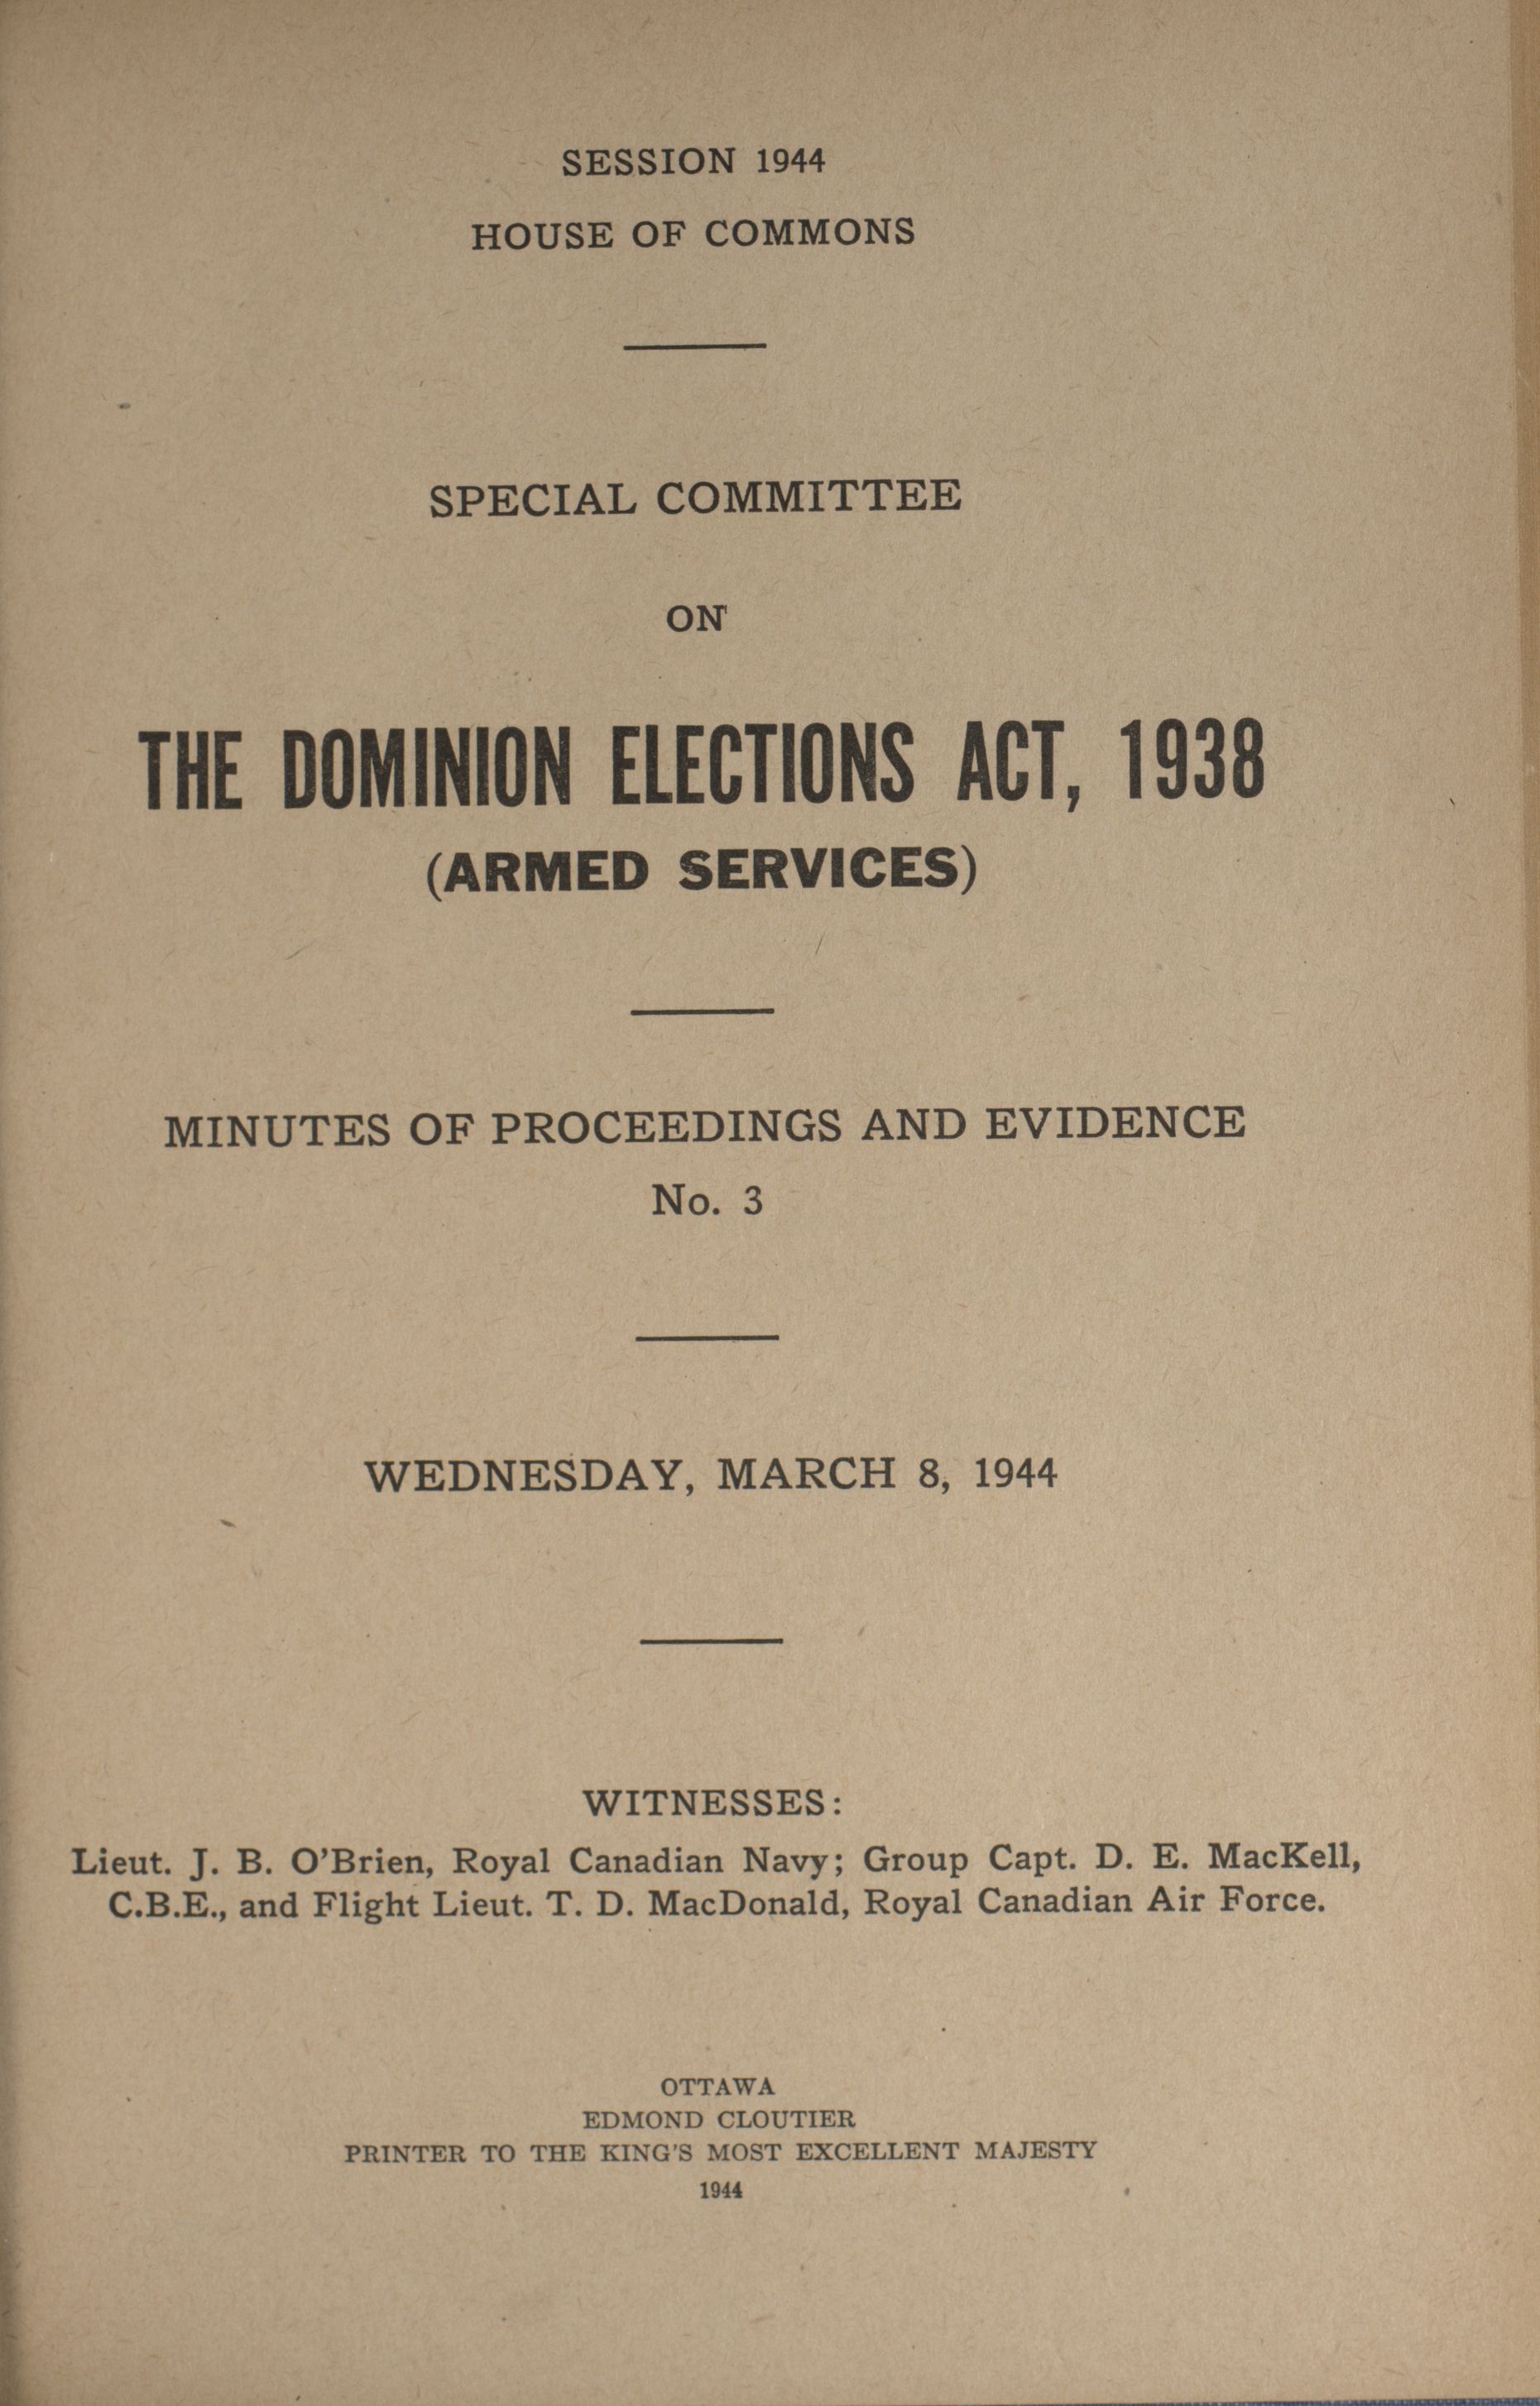 SESSION 1944
HOUSE OF COMMONS
SPECIAL COMMITTEE
ON
THE DOMINION ELECTIONS ACT, 1938
(ARMED SERVICES)
MINUTES OF PROCEEDINGS AND EVIDENCE
No. 3
WEDNESDAY, MARCH 8, 1944
WITNESSES:
Lieut. J. B. O'Brien, Royal Canadian Navy; Group Capt. D. E. MacKell,
C.B.E., and Flight Lieut. T. D. MacDonald, Royal Canadian Air Force.
OTTAWA
EDMOND CLOUTIER
PRINTER TO THE KING'S MOST EXCELLENT MAJESTY
1944